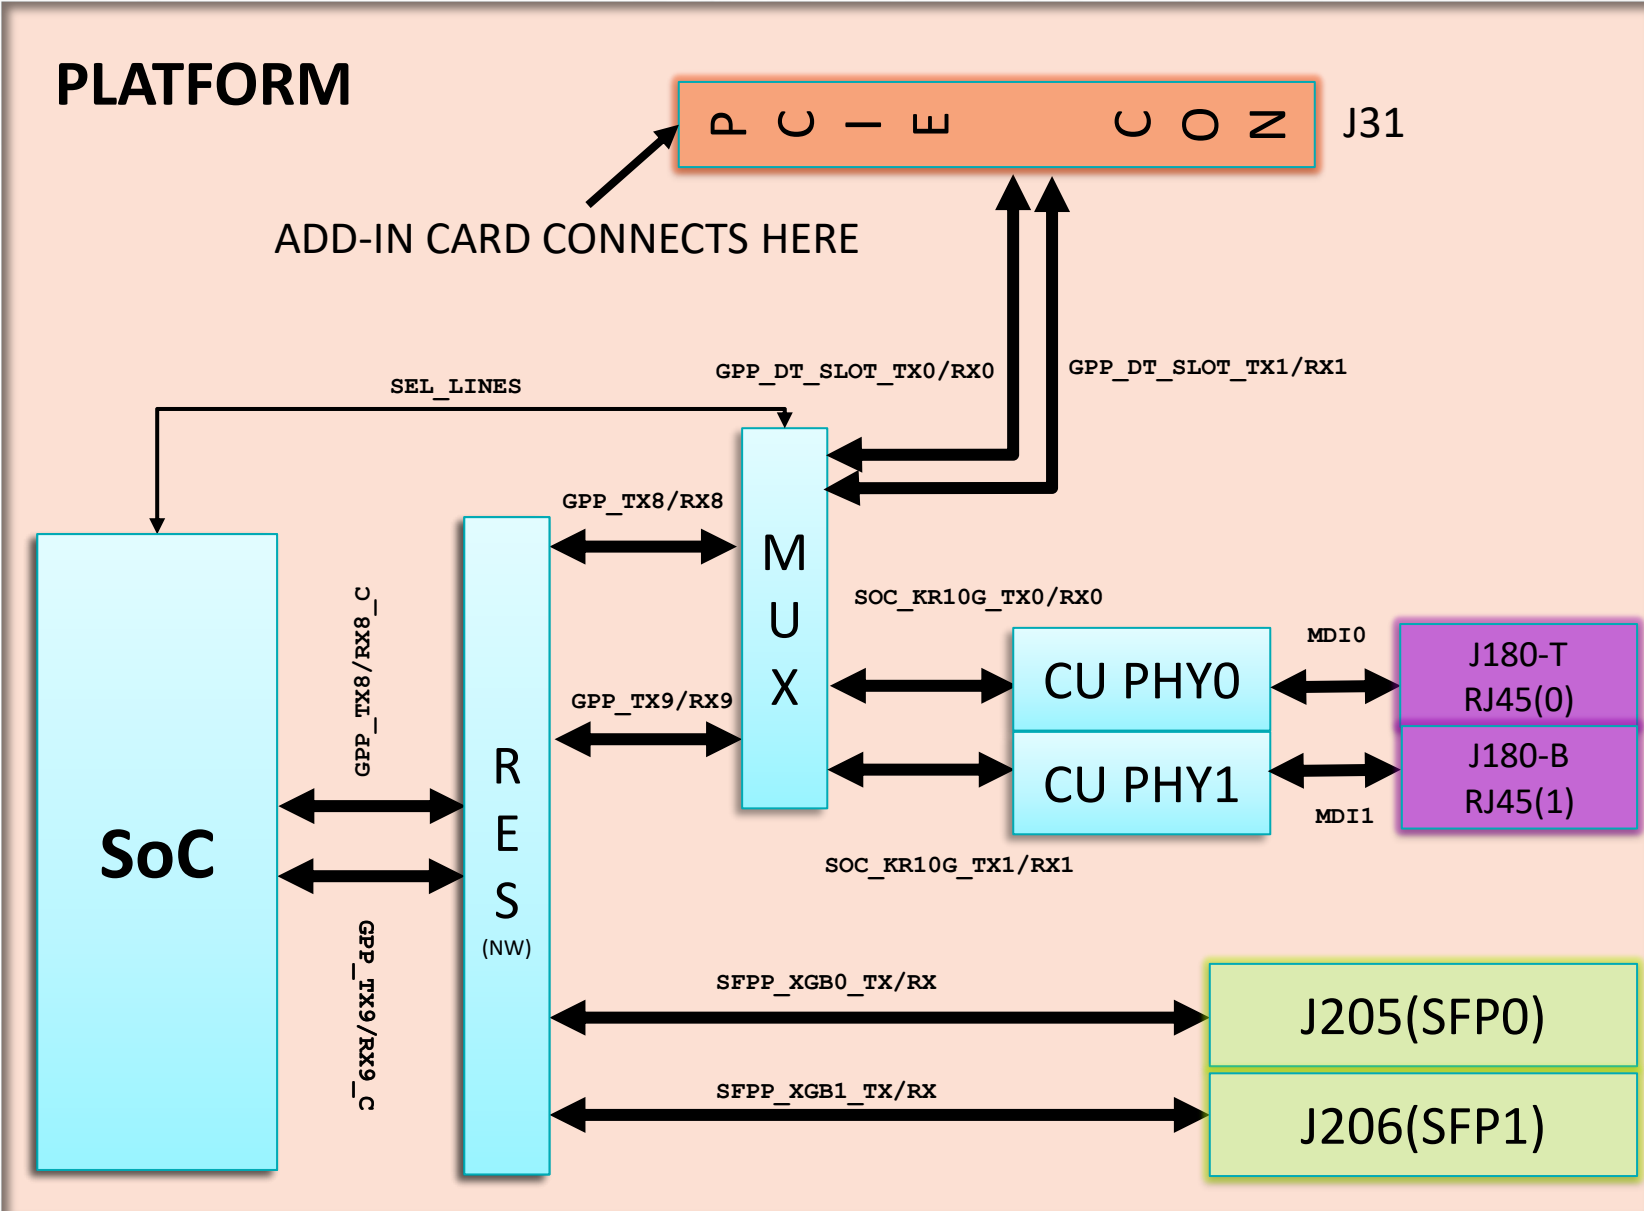 PLATFORM
PCIE CON
J31
ADD-IN CARD CONNECTS HERE
GPP_DT_SLOT_TX0/RX0
GPP_DT_SLOT_TX1/RX1
SEL_LINES
GPP_TX8/RX8
MUX
GPP_TX8/RX8_C
SOC_KR10G_TX0/RX0
CU PHY0
MDI0
J180-T
RJ45(0)
GPP_TX9/RX9
CU PHY1
MDI1
J180-B
RJ45(1)
SOC_KR10G_TX1/RX1
SoC
RES
(NW)
GPP_TX9/RX9_C
SFPP_XGB0_TX/RX
J205(SFP0)
SFPP_XGB1_TX/RX
J206(SFP1)